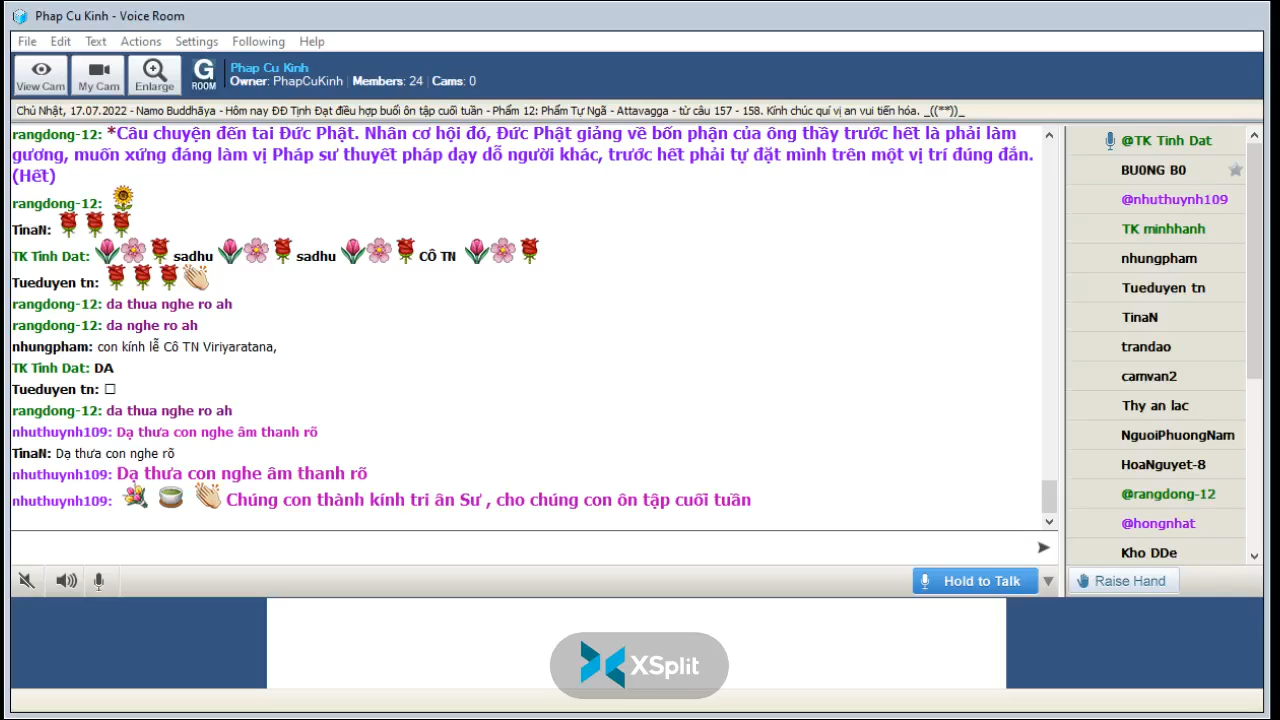 Phap Cu Kinh - Voice Room
File Edit Text Actions Settings Following Help
View Cam My Cam Enlarge G ROOM
Phap Cu Kinh
Owner: PhapCuKinh | Members: 24 | Cams: 0
Chủ Nhật, 17.07.2022 - Namo Buddhāya - Hôm nay ĐĐ Tịnh Đạt điều hợp buổi ôn tập cuối tuần - Phẩm 12: Phẩm Tự Ngã - Attavagga - từ câu 157 - 158. Kính chúc quí vị an vui tiến hóa. _((**))_
rangdong-12: *Câu chuyện đến tai Đức Phật. Nhân cơ hội đó, Đức Phật giảng về bốn phận của ông thầy trước hết là phải làm
gương, muốn xứng đáng làm vị Pháp sư thuyết pháp dạy dỗ người khác, trước hết phải tự đặt mình trên một vị trí đúng đắn.
(Hết)
rangdong-12:
TinaN:
TK Tinh Dat: sadhu sadhu CÔ TN
Tueduyen tn:
rangdong-12: da thua nghe ro ah
rangdong-12: da nghe ro ah
nhungpham: con kính lễ Cô TN Viriyaratana,
TK Tinh Dat: DA
Tueduyen tn: □
rangdong-12: da thua nghe ro ah
nhuthuynh109: Dạ thưa con nghe âm thanh rõ
TinaN: Dạ thưa con nghe rõ
nhuthuynh109: Dạ thưa con nghe âm thanh rõ
nhuthuynh109: Chúng con thành kính tri ân Sư , cho chúng con ôn tập cuối tuần
@TK Tinh Dat
BU0NG B0
@nhuthuynh109
TK minhhanh
nhungpham
Tueduyen tn
TinaN
trandao
camvan2
Thy an lac
NguoiPhuongNam
HoaNguyet-8
@rangdong-12
@hongnhat
Kho DDe
Hold to Talk
Raise Hand
XSplit